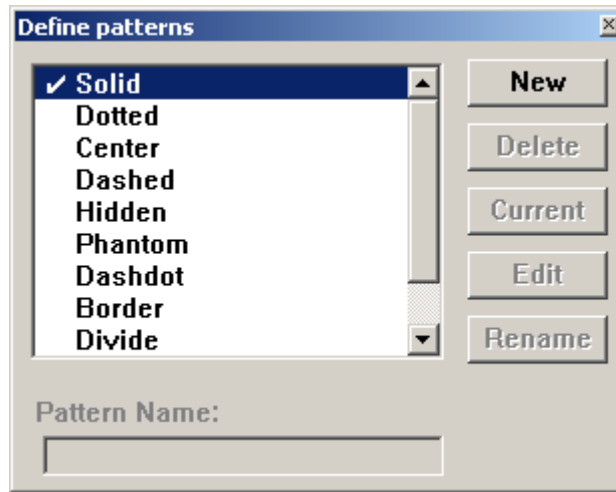 Define patterns
✔ Solid
Dotted
Center
Dashed
Hidden
Phantom
Dashdot
Border
Divide
New
Delete
Current
Edit
Rename
Pattern Name: